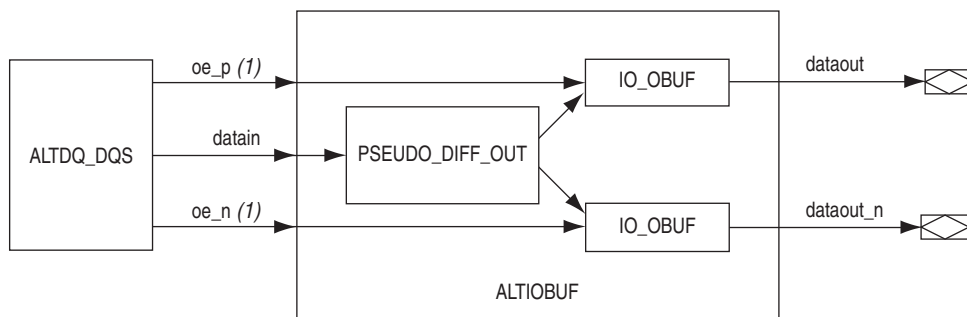 oe_p (1)
IO_OBUF
dataout
datain
ALTDQ_DQS
PSEUDO_DIFF_OUT
oe_n (1)
IO_OBUF
dataout_n
ALTIOBUF